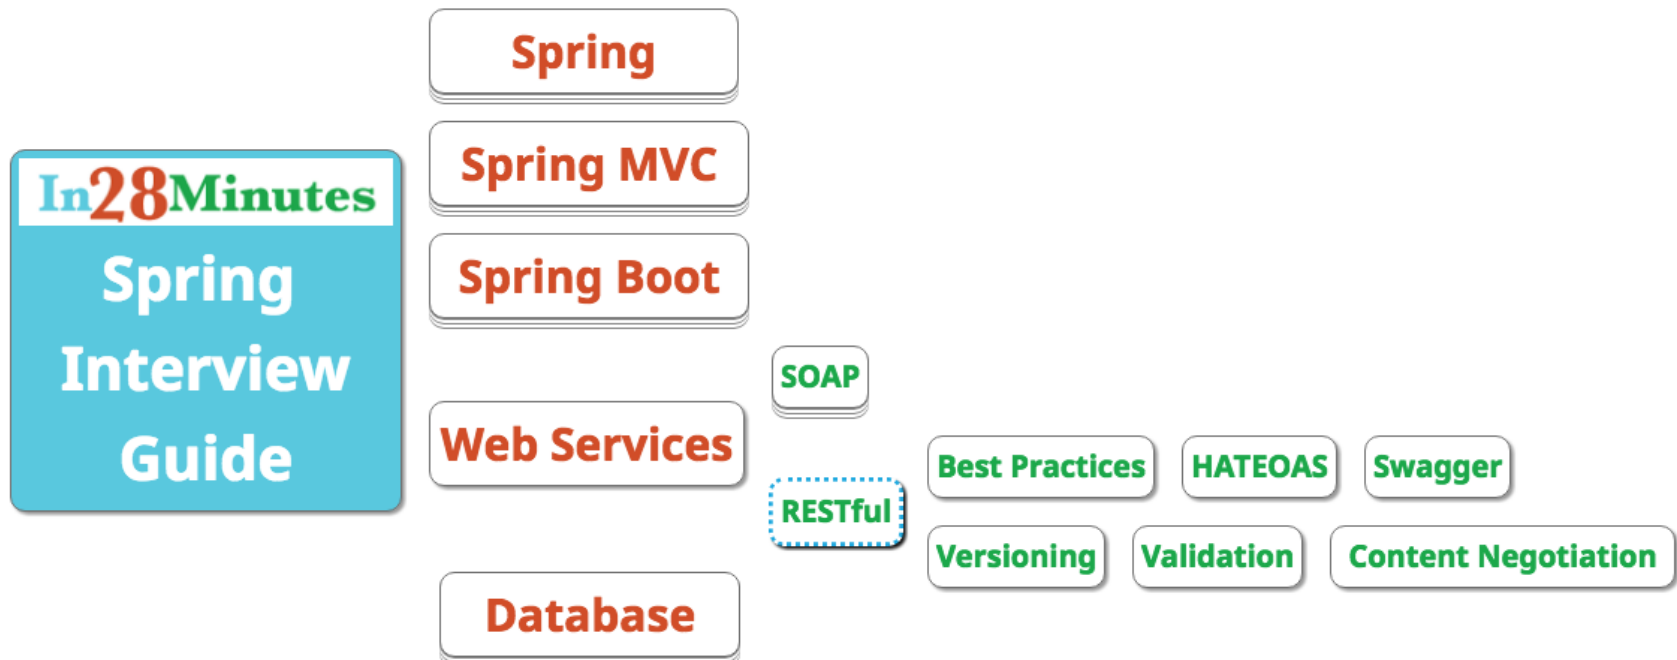 In28Minutes
Spring
Interview
Guide
Spring
Spring MVC
Spring Boot
Web Services
SOAP
RESTful
Best Practices
HATEOAS
Swagger
Versioning
Validation
Content Negotiation
Database